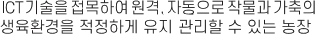 ICT기술을 접목하여 원격, 자동으로 작물과 가축의
생육환경을 적정하게 유지 관리할 수 있는 농장